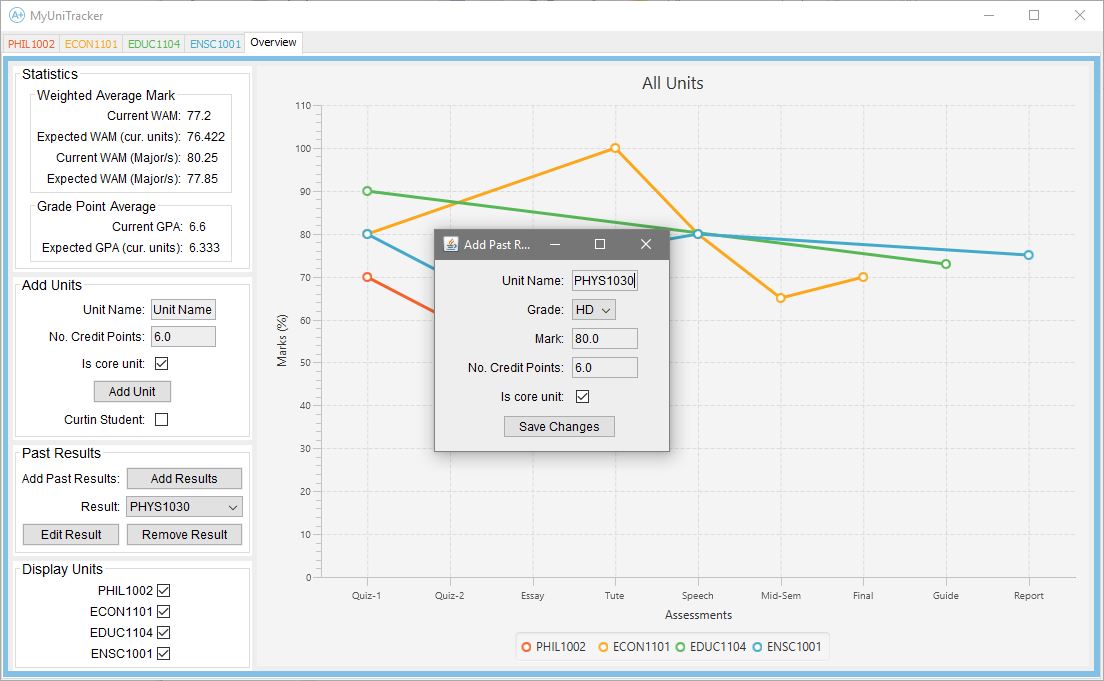 MyUniTracker
PHIL1002 ECON1101 EDUC1104 ENSC1001 Overview
Statistics
Weighted Average Mark
Current WAM: 77.2
Expected WAM (cur. units): 76.422
Current WAM (Major/s): 80.25
Expected WAM (Major/s): 77.85
Grade Point Average
Current GPA: 6.6
Expected GPA (cur. units): 6.333
Add Units
Unit Name: Unit Name
No. Credit Points: 6.0
Is core unit:
Add Unit
Curtin Student:
Past Results
Add Past Results: Add Results
Result: PHYS1030
Edit Result Remove Result
Display Units
PHIL1002
ECON1101
EDUC1104
ENSC1001
All Units
Marks (%)
110
100
90
80
70
60
50
40
30
20
10
0
Quiz-1 Quiz-2 Essay Tute Speech Mid-Sem Final Guide Report
Assessments
PHIL1002 ECON1101 EDUC1104 ENSC1001
Add Past R...
Unit Name: PHYS1030
Grade: HD
Mark: 80.0
No. Credit Points: 6.0
Is core unit:
Save Changes